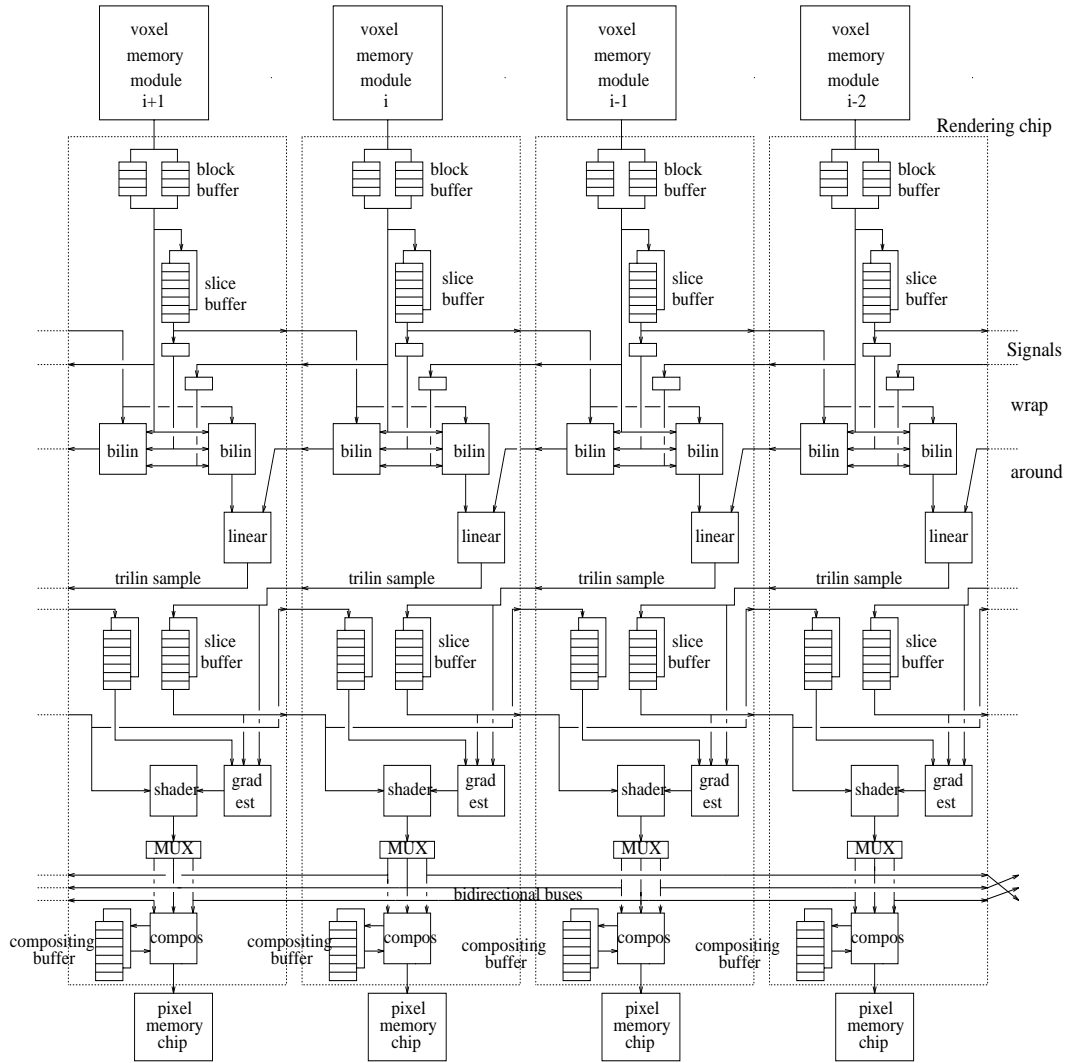 voxel
memory
module
i+1
voxel
memory
module
i
voxel
memory
module
i-1
voxel
memory
module
i-2
Rendering chip
block
buffer
block
buffer
block
buffer
block
buffer
slice
buffer
slice
buffer
slice
buffer
slice
buffer
Signals
wrap
around
bilin
bilin
bilin
bilin
bilin
bilin
bilin
bilin
linear
linear
linear
linear
trilin sample
trilin sample
trilin sample
trilin sample
slice
buffer
slice
buffer
slice
buffer
slice
buffer
shader
grad
est
shader
grad
est
shader
grad
est
shader
grad
est
MUX
MUX
MUX
MUX
bidirectional buses
compositing
buffer
compos
compositing
buffer
compos
compositing
buffer
compos
compositing
buffer
compos
pixel
memory
chip
pixel
memory
chip
pixel
memory
chip
pixel
memory
chip